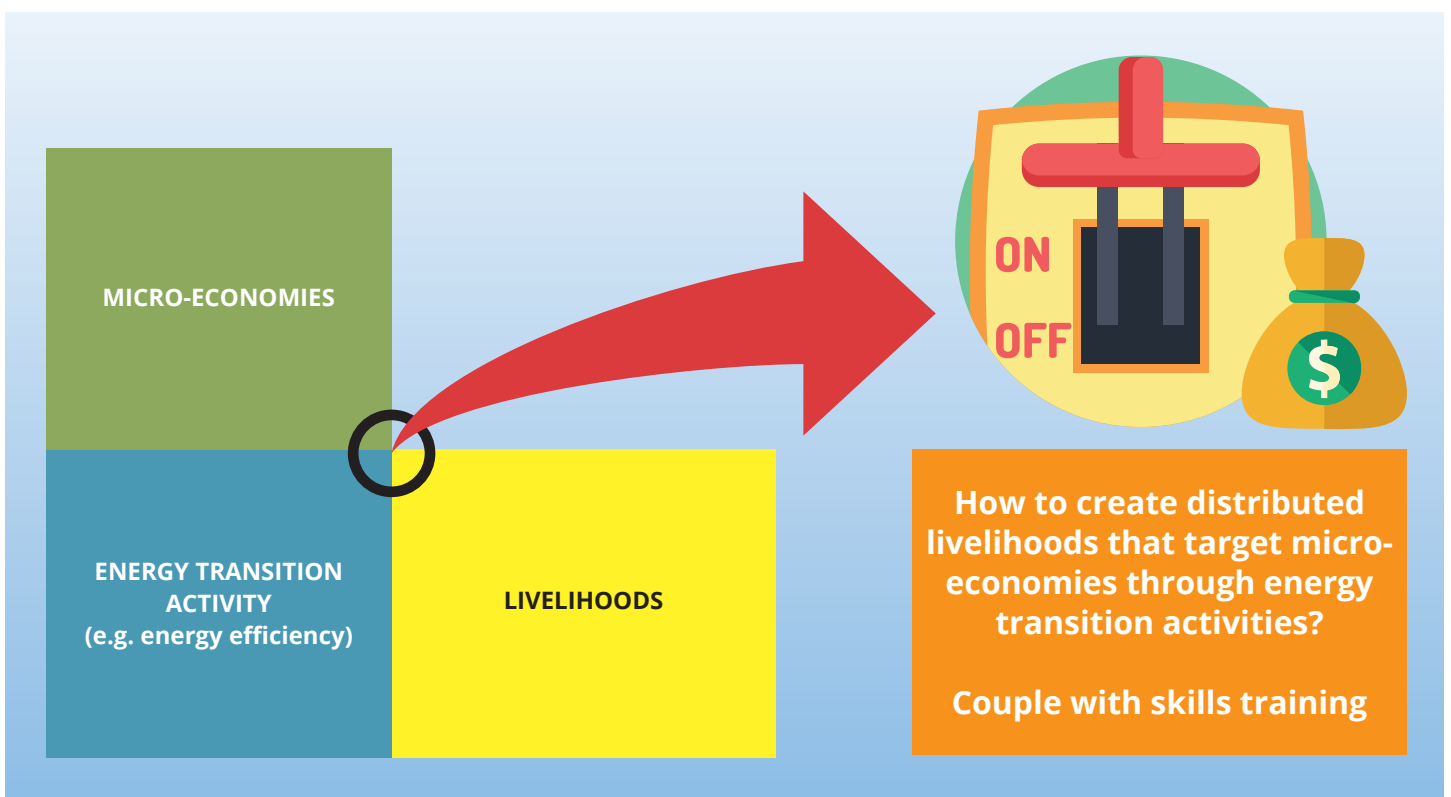 MICRO-ECONOMIES
ENERGY TRANSITION
ACTIVITY
(e.g. energy efficiency)
LIVELIHOODS
ON
OFF
$
How to create distributed
livelihoods that target micro-
economies through energy
transition activities?
Couple with skills training